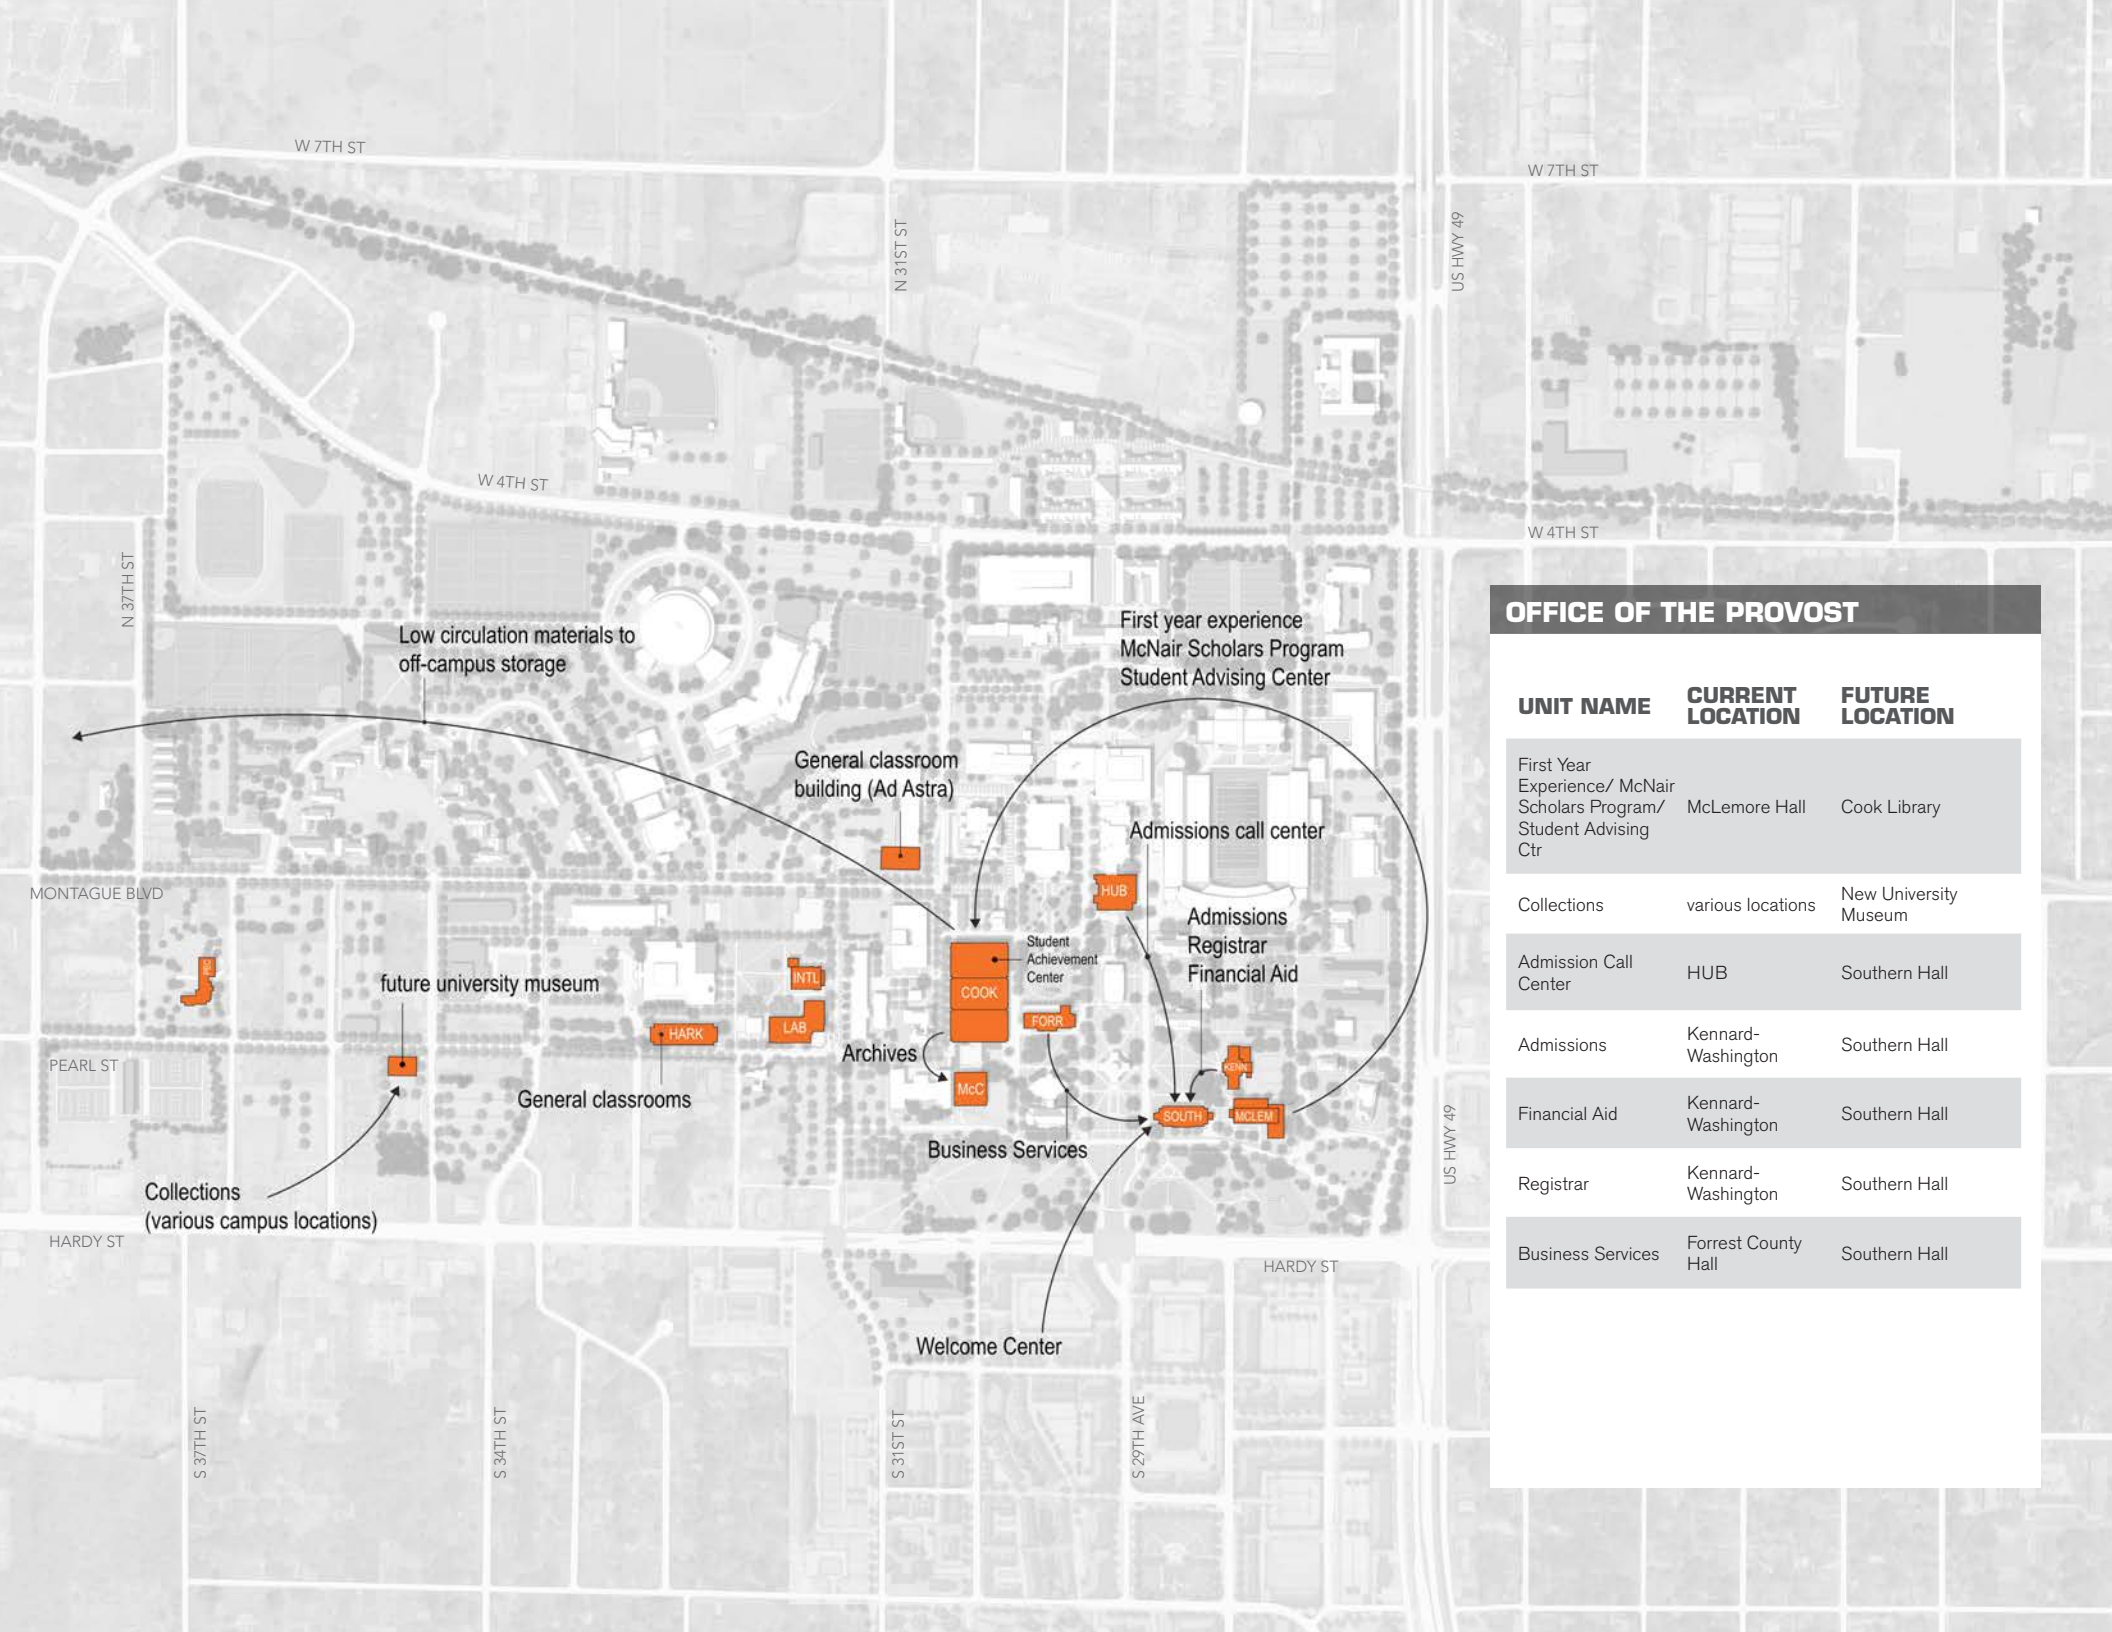 W 7TH ST
W 7TH ST
N 31ST ST
US HWY 49
W 4TH ST
W 4TH ST
N 37TH ST
Low circulation materials to
off-campus storage
First year experience
McNair Scholars Program
Student Advising Center
General classroom
building (Ad Astra)
Admissions call center
MONTAGUE BLVD
HUB
Admissions
Registrar
Financial Aid
Student
Achievement
Center
COOK
future university museum
INTL
LAB
HARK
FORR
Archives
McC
KENN
SOUTH
MCLEM
PEARL ST
General classrooms
Business Services
US HWY 49
Collections
(various campus locations)
HARDY ST
HARDY ST
Welcome Center
S 37TH ST
S 34TH ST
S 31ST ST
S 29TH AVE
OFFICE OF THE PROVOST
UNIT NAME
CURRENT
LOCATION
FUTURE
LOCATION
First Year
Experience/ McNair
Scholars Program/
Student Advising
Ctr
McLemore Hall
Cook Library
Collections
various locations
New University
Museum
Admission Call
Center
HUB
Southern Hall
Admissions
Kennard-
Washington
Southern Hall
Financial Aid
Kennard-
Washington
Southern Hall
Registrar
Kennard-
Washington
Southern Hall
Business Services
Forrest County
Hall
Southern Hall